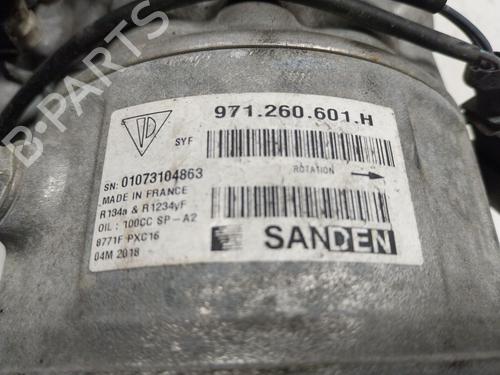 971.260.601.H
SYF
SN: 01073104863
ROTATION
MADE IN FRANCE
R134a & R1234yF
OIL : 100CC SP-A2
8771F PXC16
04M 2018
SANDEN
B-PARTS